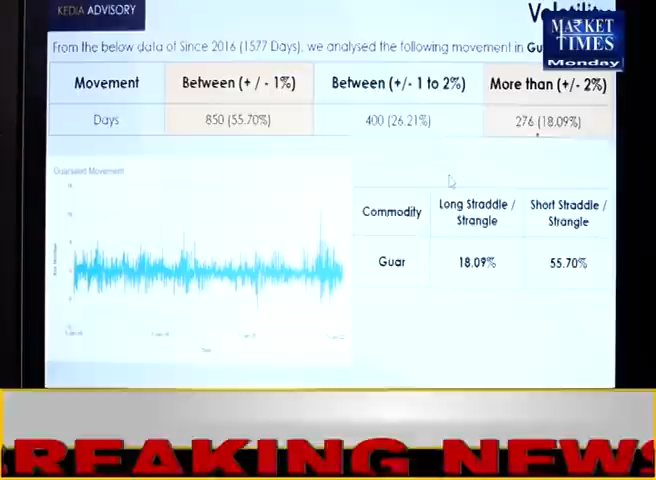 KEDIA ADVISORY
MARKET
TIMES
Monday
From the below data of Since 2016 (1577 Days), we analysed the following movement in
Movement Between (+ / - 1%) Between (+/- 1 to 2%) More than (+/- 2%)
Days 850 (55.70%) 400 (26.21%) 276 (18.09%)
Guarseed Movement
Commodity Long Straddle / Strangle Short Straddle / Strangle
Guar 18.09% 55.70%
REAKING NEWS